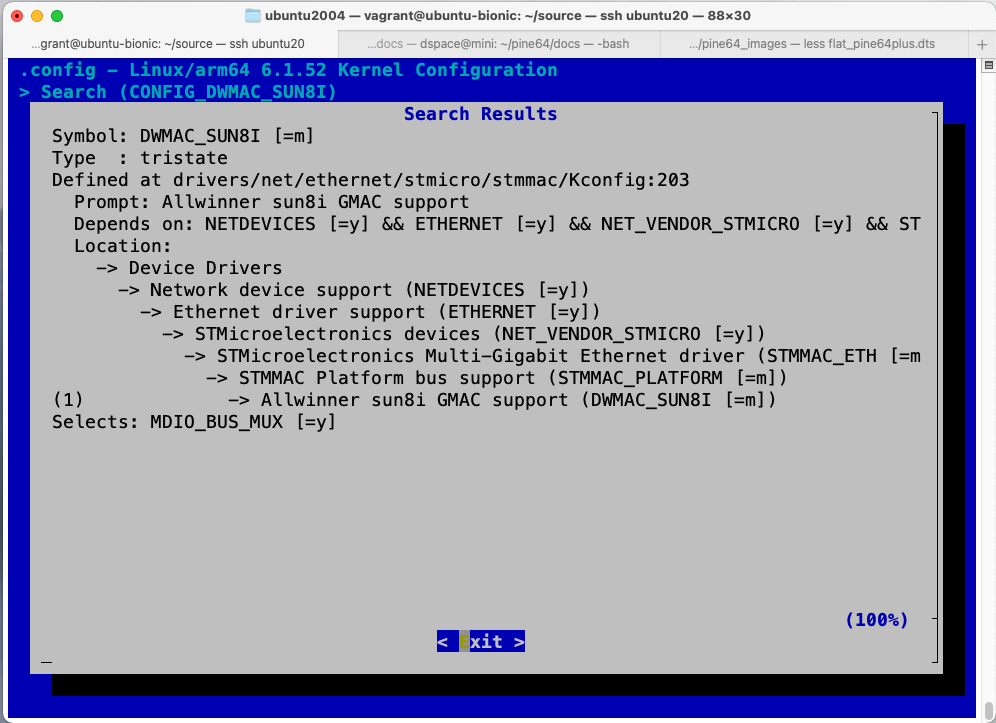 ubuntu2004 — vagrant@ubuntu-bionic: ~/source — ssh ubuntu20 — 88×30
...grant@ubuntu-bionic: ~/source — ssh ubuntu20
...docs — dspace@mini: ~/pine64/docs — -bash
.../pine64_images — less flat_pine64plus.dts
+
.config - Linux/arm64 6.1.52 Kernel Configuration
> Search (CONFIG_DWMAC_SUN8I)
Search Results
Symbol: DWMAC_SUN8I [=m]
Type  : tristate
Defined at drivers/net/ethernet/stmicro/stmmac/Kconfig:203
Prompt: Allwinner sun8i GMAC support
Depends on: NETDEVICES [=y] && ETHERNET [=y] && NET_VENDOR_STMICRO [=y] && ST
Location:
-> Device Drivers
-> Network device support (NETDEVICES [=y])
-> Ethernet driver support (ETHERNET [=y])
-> STMicroelectronics devices (NET_VENDOR_STMICRO [=y])
-> STMicroelectronics Multi-Gigabit Ethernet driver (STMMAC_ETH [=m
-> STMMAC Platform bus support (STMMAC_PLATFORM [=m])
(1) -> Allwinner sun8i GMAC support (DWMAC_SUN8I [=m])
Selects: MDIO_BUS_MUX [=y]
(100%)
< Exit >